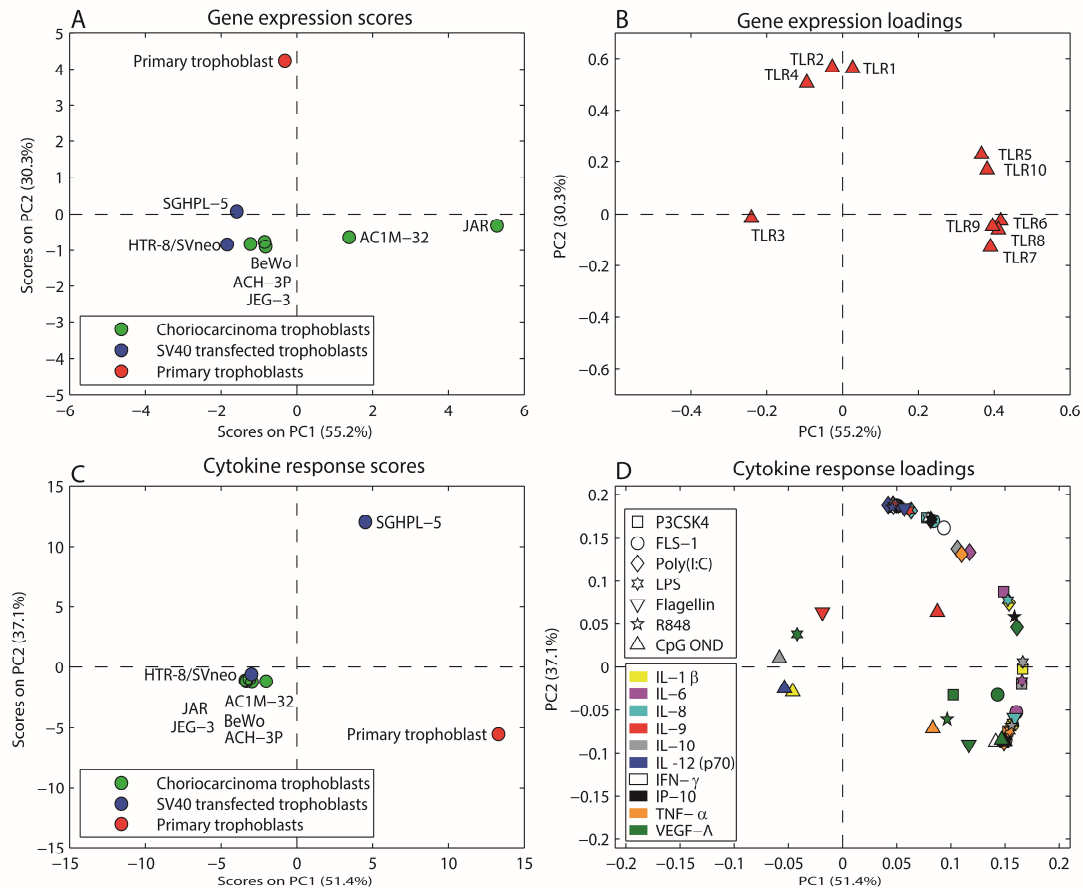 A
Gene expression scores
5
4
3
2
1
0
−1
−2
−3
−4
−5
Scores on PC2 (30.3%)
Primary trophoblast
SGHPL−5
HTR-8/SVneo
BeWo
ACH−3P
JEG−3
AC1M−32
JAR
Choriocarcinoma trophoblasts
SV40 transfected trophoblasts
Primary trophoblasts
−6 −4 −2 0 2 4 6
Scores on PC1 (55.2%)
B
Gene expression loadings
0.6
0.4
0.2
0
−0.2
−0.4
−0.6
PC2 (30.3%)
TLR2
TLR4
TLR1
TLR5
TLR10
TLR3
TLR9
TLR6
TLR8
TLR7
−0.4 −0.2 0 0.2 0.4 0.6
PC1 (55.2%)
C
Cytokine response scores
15
10
5
0
−5
−10
−15
Scores on PC2 (37.1%)
SGHPL−5
HTR−8/SVneo
JAR
JEG−3
AC1M−32
BeWo
ACH−3P
Primary trophoblast
Choriocarcinoma trophoblasts
SV40 transfected trophoblasts
Primary trophoblasts
−15 −10 −5 0 5 10 15
Scores on PC1 (51.4%)
D
Cytokine response loadings
0.2
0.15
0.1
0.05
0
−0.05
−0.1
−0.15
−0.2
PC2 (37.1%)
P3CSK4
FLS−1
Poly(I:C)
LPS
Flagellin
R848
CpG OND
IL−1 β
IL−6
IL−8
IL−9
IL−10
IL -12 (p70)
IFN− γ
IP−10
TNF− α
VEGF−A
−0.2 −0.15 −0.1 −0.05 0 0.05 0.1 0.15 0.2
PC1 (51.4%)